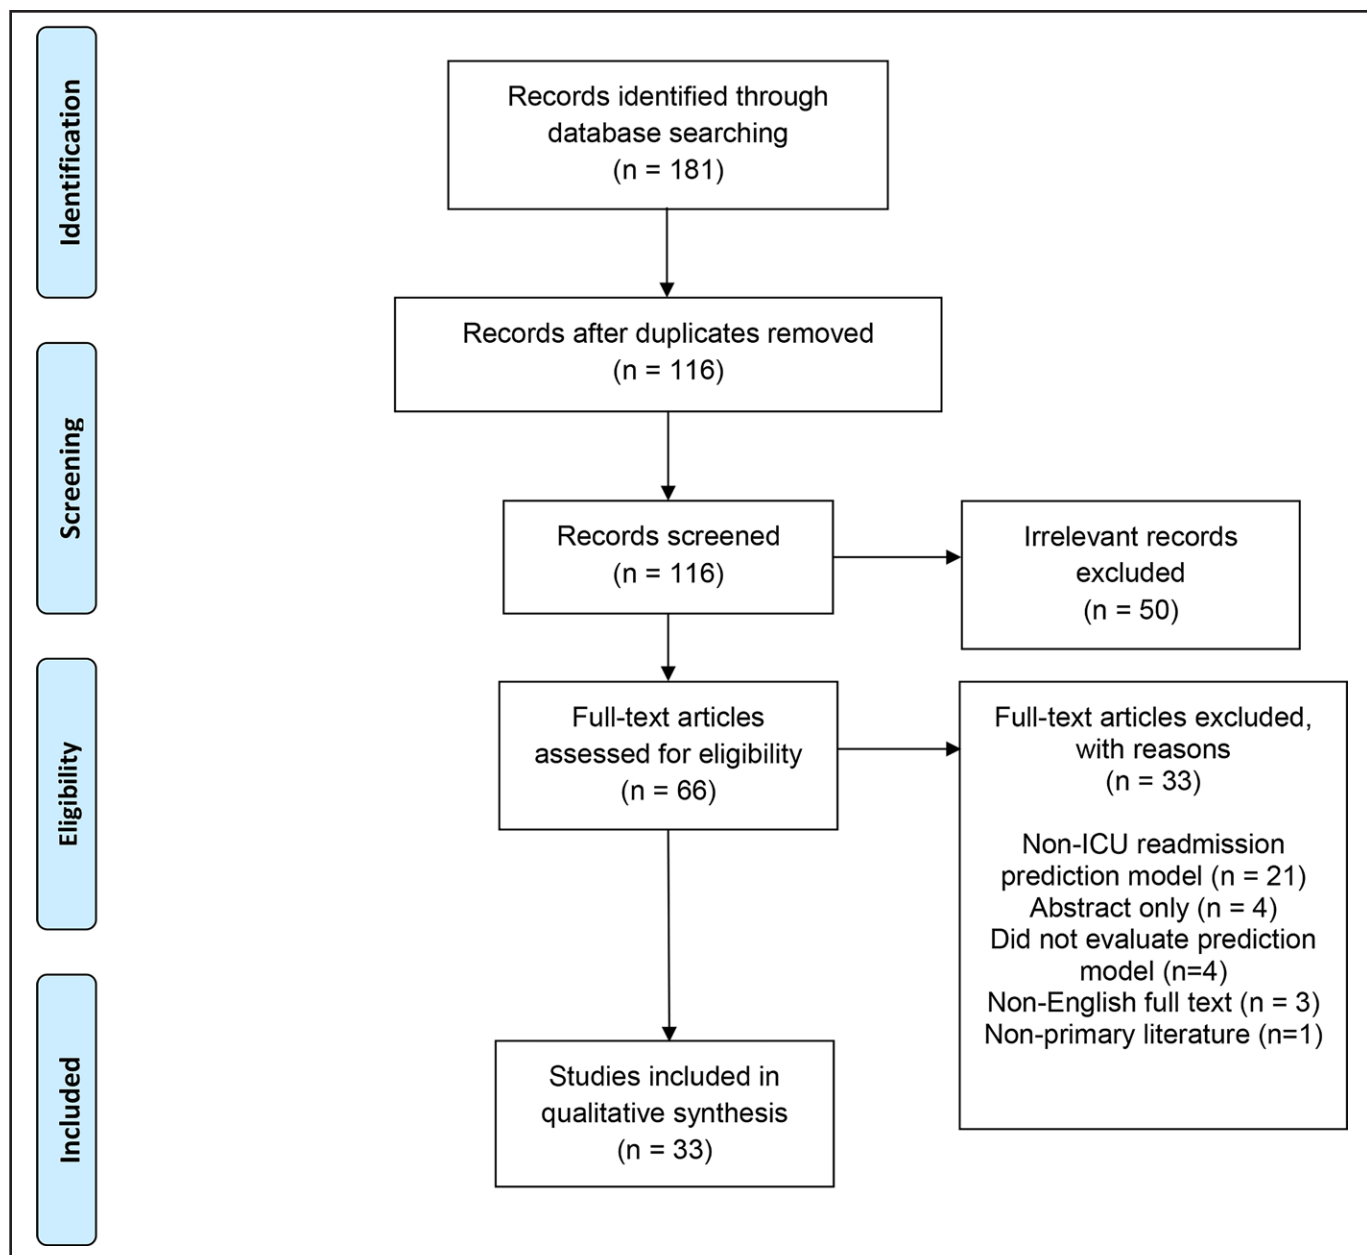 Identification
Records identified through
database searching
(n = 181)
Records after duplicates removed
(n = 116)
Screening
Records screened
(n = 116)
Irrelevant records
excluded
(n = 50)
Eligibility
Full-text articles
assessed for eligibility
(n = 66)
Full-text articles excluded,
with reasons
(n = 33)
Non-ICU readmission
prediction model (n = 21)
Abstract only (n = 4)
Did not evaluate prediction
model (n=4)
Non-English full text (n = 3)
Non-primary literature (n=1)
Included
Studies included in
qualitative synthesis
(n = 33)